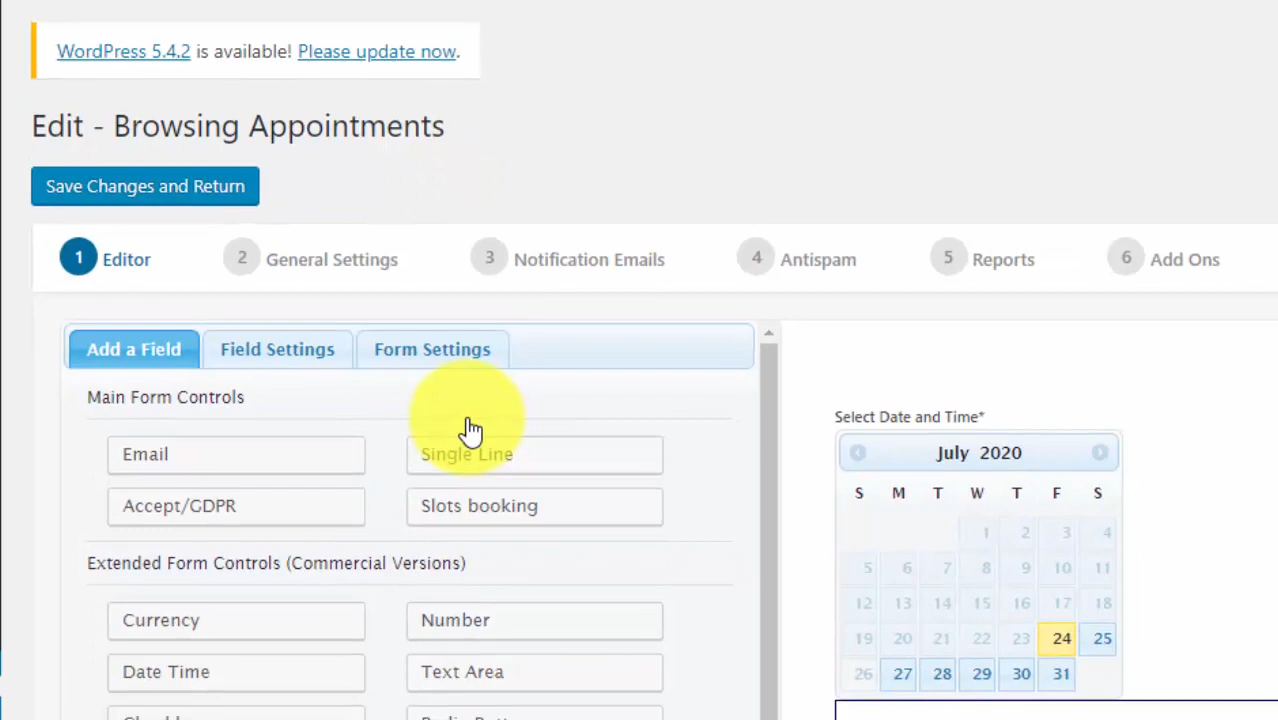 WordPress 5.4.2 is available! Please update now.
Edit - Browsing Appointments
Save Changes and Return
1 Editor 2 General Settings 3 Notification Emails 4 Antispam 5 Reports 6 Add Ons
Add a Field Field Settings Form Settings
Main Form Controls
Email Single Line
Accept/GDPR Slots booking
Extended Form Controls (Commercial Versions)
Currency Number
Date Time Text Area
Select Date and Time*
July 2020
S M T W T F S
1 2 3 4
5 6 7 8 9 10 11
12 13 14 15 16 17 18
19 20 21 22 23 24 25
26 27 28 29 30 31